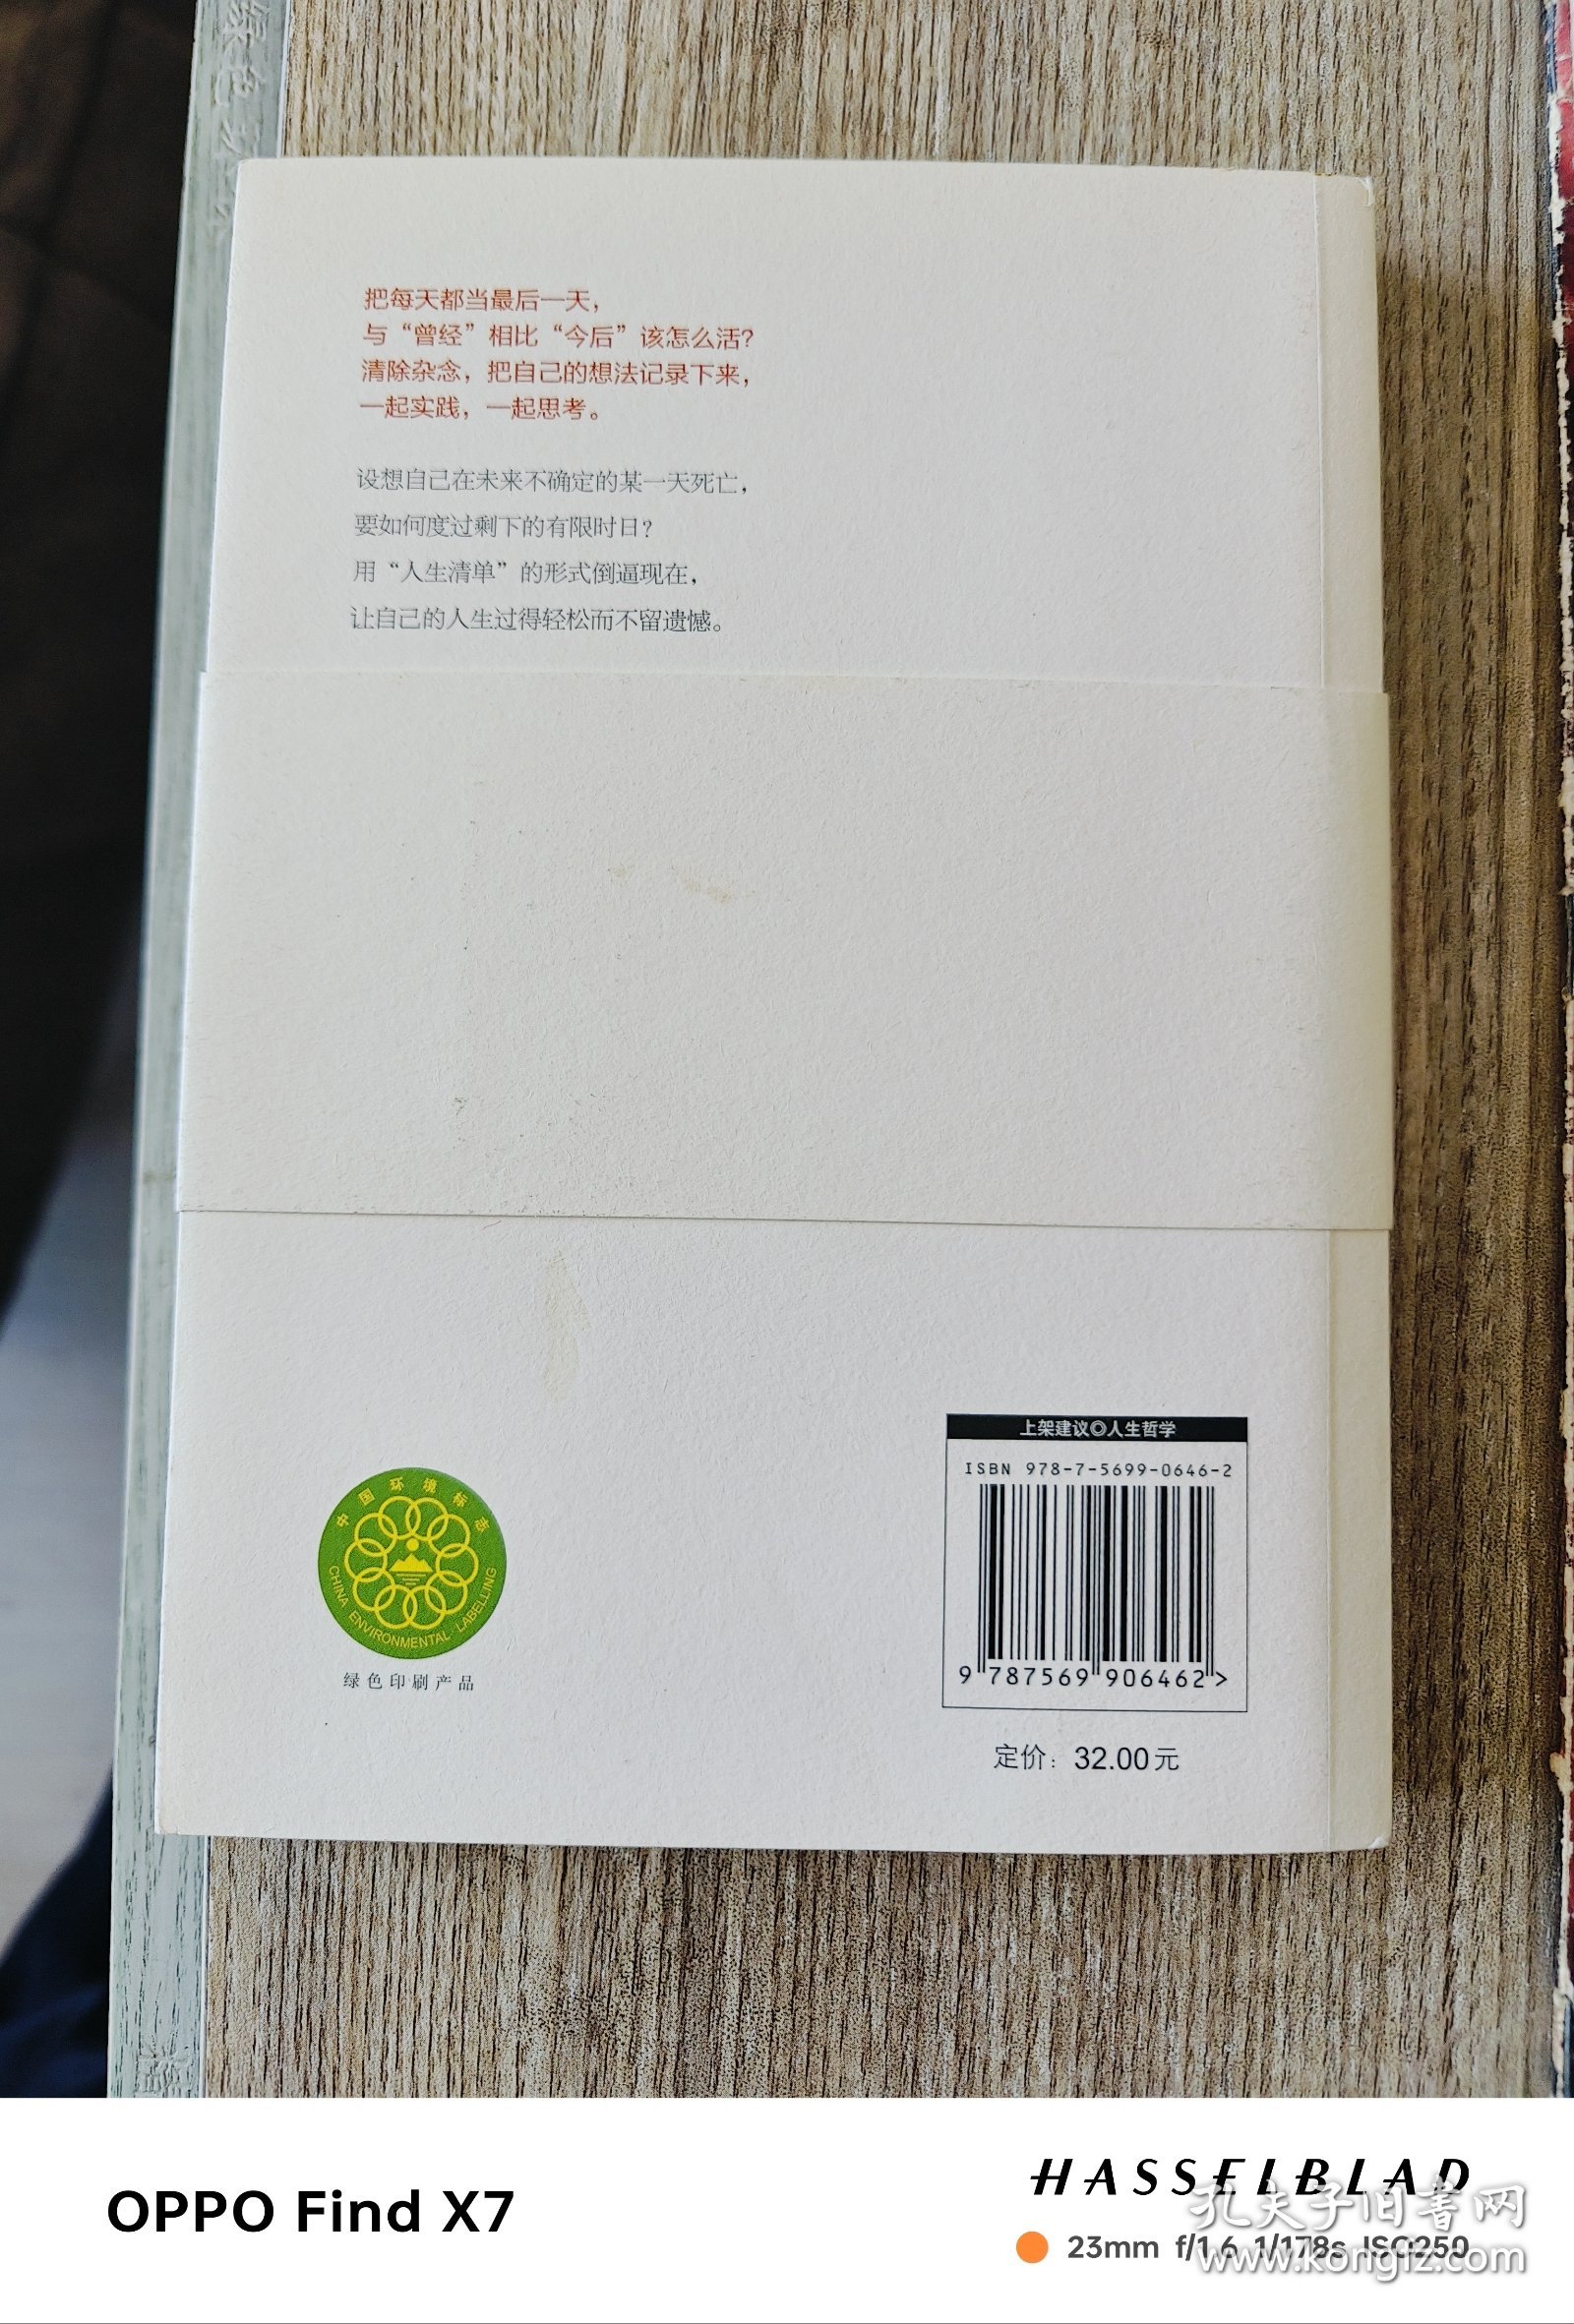 把每天都当最后一天，
与“曾经”相比“今后”该怎么活？
清除杂念，把自己的想法记录下来，
一起实践，一起思考。
设想自己在未来不确定的某一天死亡，
要如何度过剩下的有限时日？
用“人生清单”的形式倒逼现在，
让自己的人生过得轻松而不留遗憾。
中国环境标志
CHINA ENVIRONMENTAL LABELLING
绿色印刷产品
上架建议◎人生哲学
ISBN 978-7-5699-0646-2
9 787569 906462 >
定价：32.00元
OPPO Find X7
HASSELBLAD
23mm f/1.6 1/178s ISO250
孔夫子旧书网
www.kongfz.com